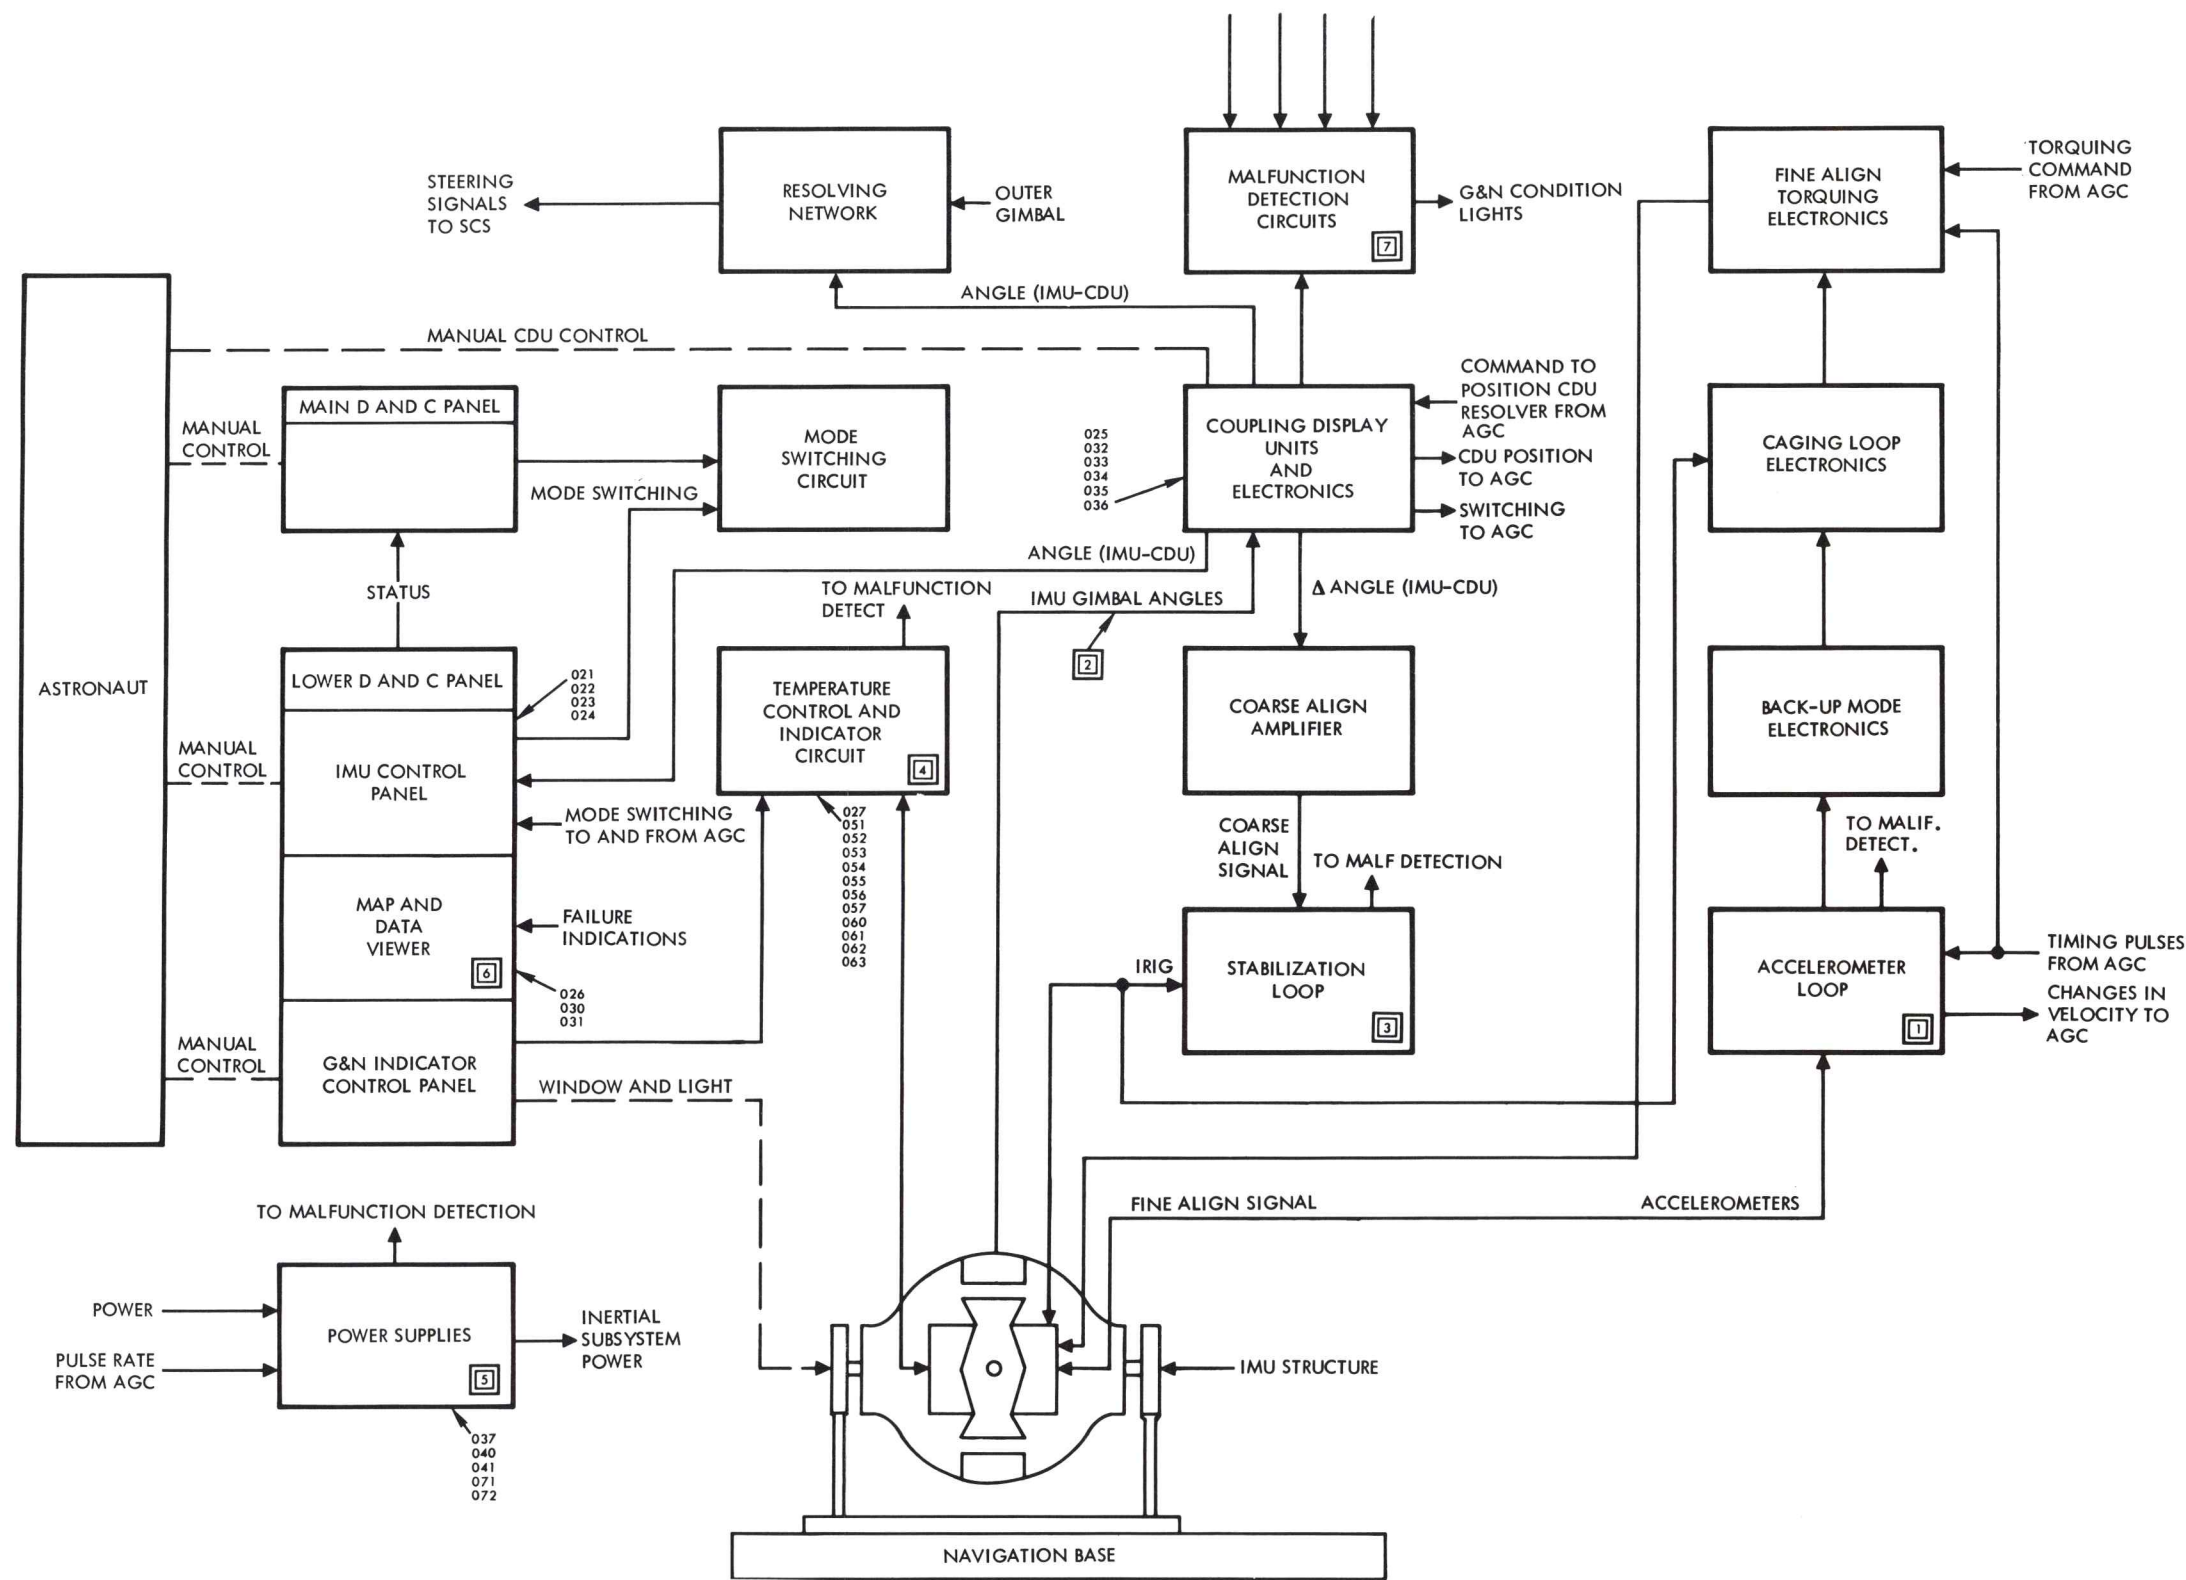 STEERING
SIGNALS
TO SCS
RESOLVING
NETWORK
OUTER
GIMBAL
MALFUNCTION
DETECTION
CIRCUITS
7
G&N CONDITION
LIGHTS
FINE ALIGN
TORQUING
ELECTRONICS
TORQUING
COMMAND
FROM AGC
ANGLE (IMU-CDU)
MANUAL CDU CONTROL
ASTRONAUT
MANUAL
CONTROL
MAIN D AND C PANEL
MODE
SWITCHING
CIRCUIT
MODE SWITCHING
025
032
033
034
035
036
COUPLING DISPLAY
UNITS
AND
ELECTRONICS
COMMAND TO
POSITION CDU
RESOLVER FROM
AGC
CDU POSITION
TO AGC
SWITCHING
TO AGC
CAGING LOOP
ELECTRONICS
STATUS
ANGLE (IMU-CDU)
TO MALFUNCTION
DETECT
IMU GIMBAL ANGLES
2
Δ ANGLE (IMU-CDU)
LOWER D AND C PANEL
021
022
023
024
MANUAL
CONTROL
IMU CONTROL
PANEL
MODE SWITCHING
TO AND FROM AGC
TEMPERATURE
CONTROL AND
INDICATOR
CIRCUIT
4
027
051
052
053
054
055
056
057
060
061
062
063
COARSE ALIGN
AMPLIFIER
BACK-UP MODE
ELECTRONICS
COARSE
ALIGN
SIGNAL
TO MALF DETECTION
TO MALIF.
DETECT.
MAP AND
DATA
VIEWER
6
FAILURE
INDICATIONS
026
030
031
IRIG
STABILIZATION
LOOP
3
ACCELEROMETER
LOOP
1
TIMING PULSES
FROM AGC
CHANGES IN
VELOCITY TO
AGC
MANUAL
CONTROL
G&N INDICATOR
CONTROL PANEL
WINDOW AND LIGHT
FINE ALIGN SIGNAL
ACCELEROMETERS
TO MALFUNCTION DETECTION
POWER
PULSE RATE
FROM AGC
POWER SUPPLIES
5
INERTIAL
SUBSYSTEM
POWER
037
040
041
071
072
IMU STRUCTURE
NAVIGATION BASE